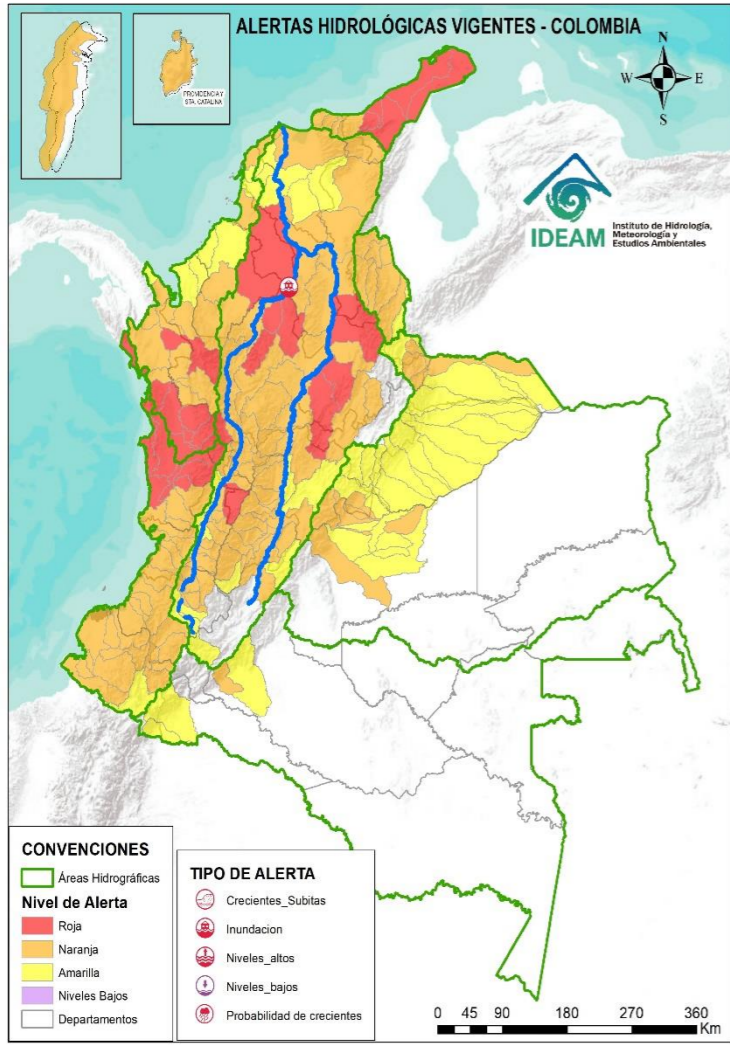 ALERTAS HIDROLÓGICAS VIGENTES - COLOMBIA
PROVIDENCIA Y
STA. CATALINA
N
W
E
S
IDEAM
Instituto de Hidrología,
Meteorología y
Estudios Ambientales
CONVENCIONES
Áreas Hidrográficas
Nivel de Alerta
Roja
Naranja
Amarilla
Niveles Bajos
Departamentos
TIPO DE ALERTA
Crecientes_Subitas
Inundacion
Niveles_altos
Niveles_bajos
Probabilidad de crecientes
0 45 90 180 270 360
Km